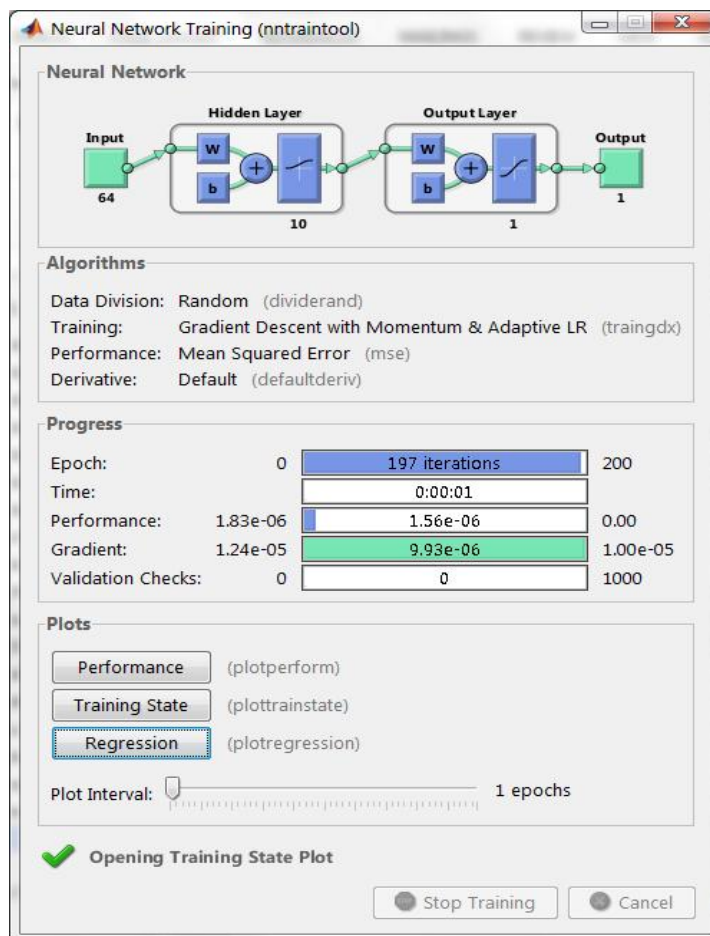 Neural Network Training (nntraintool)
Neural Network
Hidden Layer
Output Layer
Input
Output
W
b
+
W
b
+
64
10
1
1
Algorithms
Data Division: Random (dividerand)
Training: Gradient Descent with Momentum & Adaptive LR (traingdx)
Performance: Mean Squared Error (mse)
Derivative: Default (defaultderiv)
Progress
Epoch: 0 197 iterations 200
Time: 0:00:01
Performance: 1.83e-06 1.56e-06 0.00
Gradient: 1.24e-05 9.93e-06 1.00e-05
Validation Checks: 0 0 1000
Plots
Performance (plotperform)
Training State (plottrainstate)
Regression (plotregression)
Plot Interval: 1 epochs
Opening Training State Plot
Stop Training Cancel